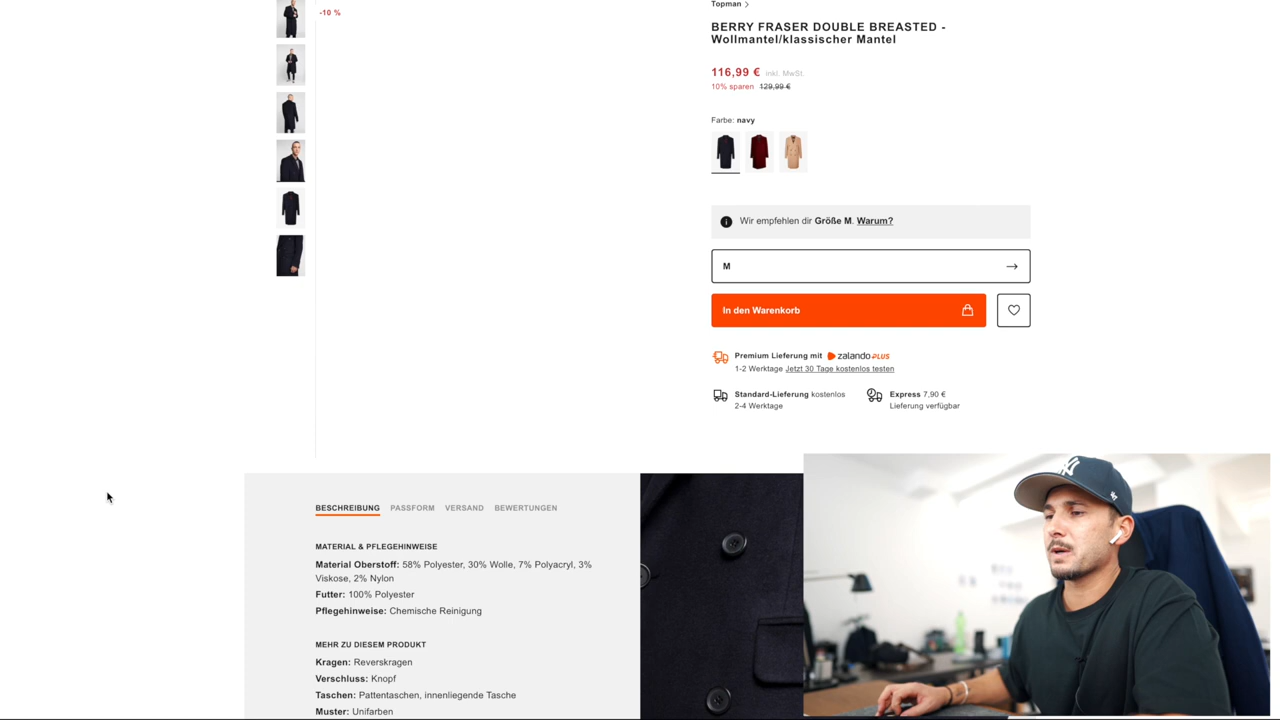 -10 %
Topman
BERRY FRASER DOUBLE BREASTED -
Wollmantel/klassischer Mantel
116,99 € inkl. MwSt.
10% sparen 129,99 €
Farbe: navy
Wir empfehlen dir Größe M. Warum?
M
In den Warenkorb
Premium Lieferung mit zalando PLUS
1-2 Werktage Jetzt 30 Tage kostenlos testen
Standard-Lieferung kostenlos
2-4 Werktage
Express 7,90 €
Lieferung verfügbar
BESCHREIBUNG PASSFORM VERSAND BEWERTUNGEN
MATERIAL & PFLEGEHINWEISE
Material Oberstoff: 58% Polyester, 30% Wolle, 7% Polyacryl, 3%
Viskose, 2% Nylon
Futter: 100% Polyester
Pflegehinweise: Chemische Reinigung
MEHR ZU DIESEM PRODUKT
Kragen: Reverskragen
Verschluss: Knopf
Taschen: Pattentaschen, innenliegende Tasche
Muster: Unifarben